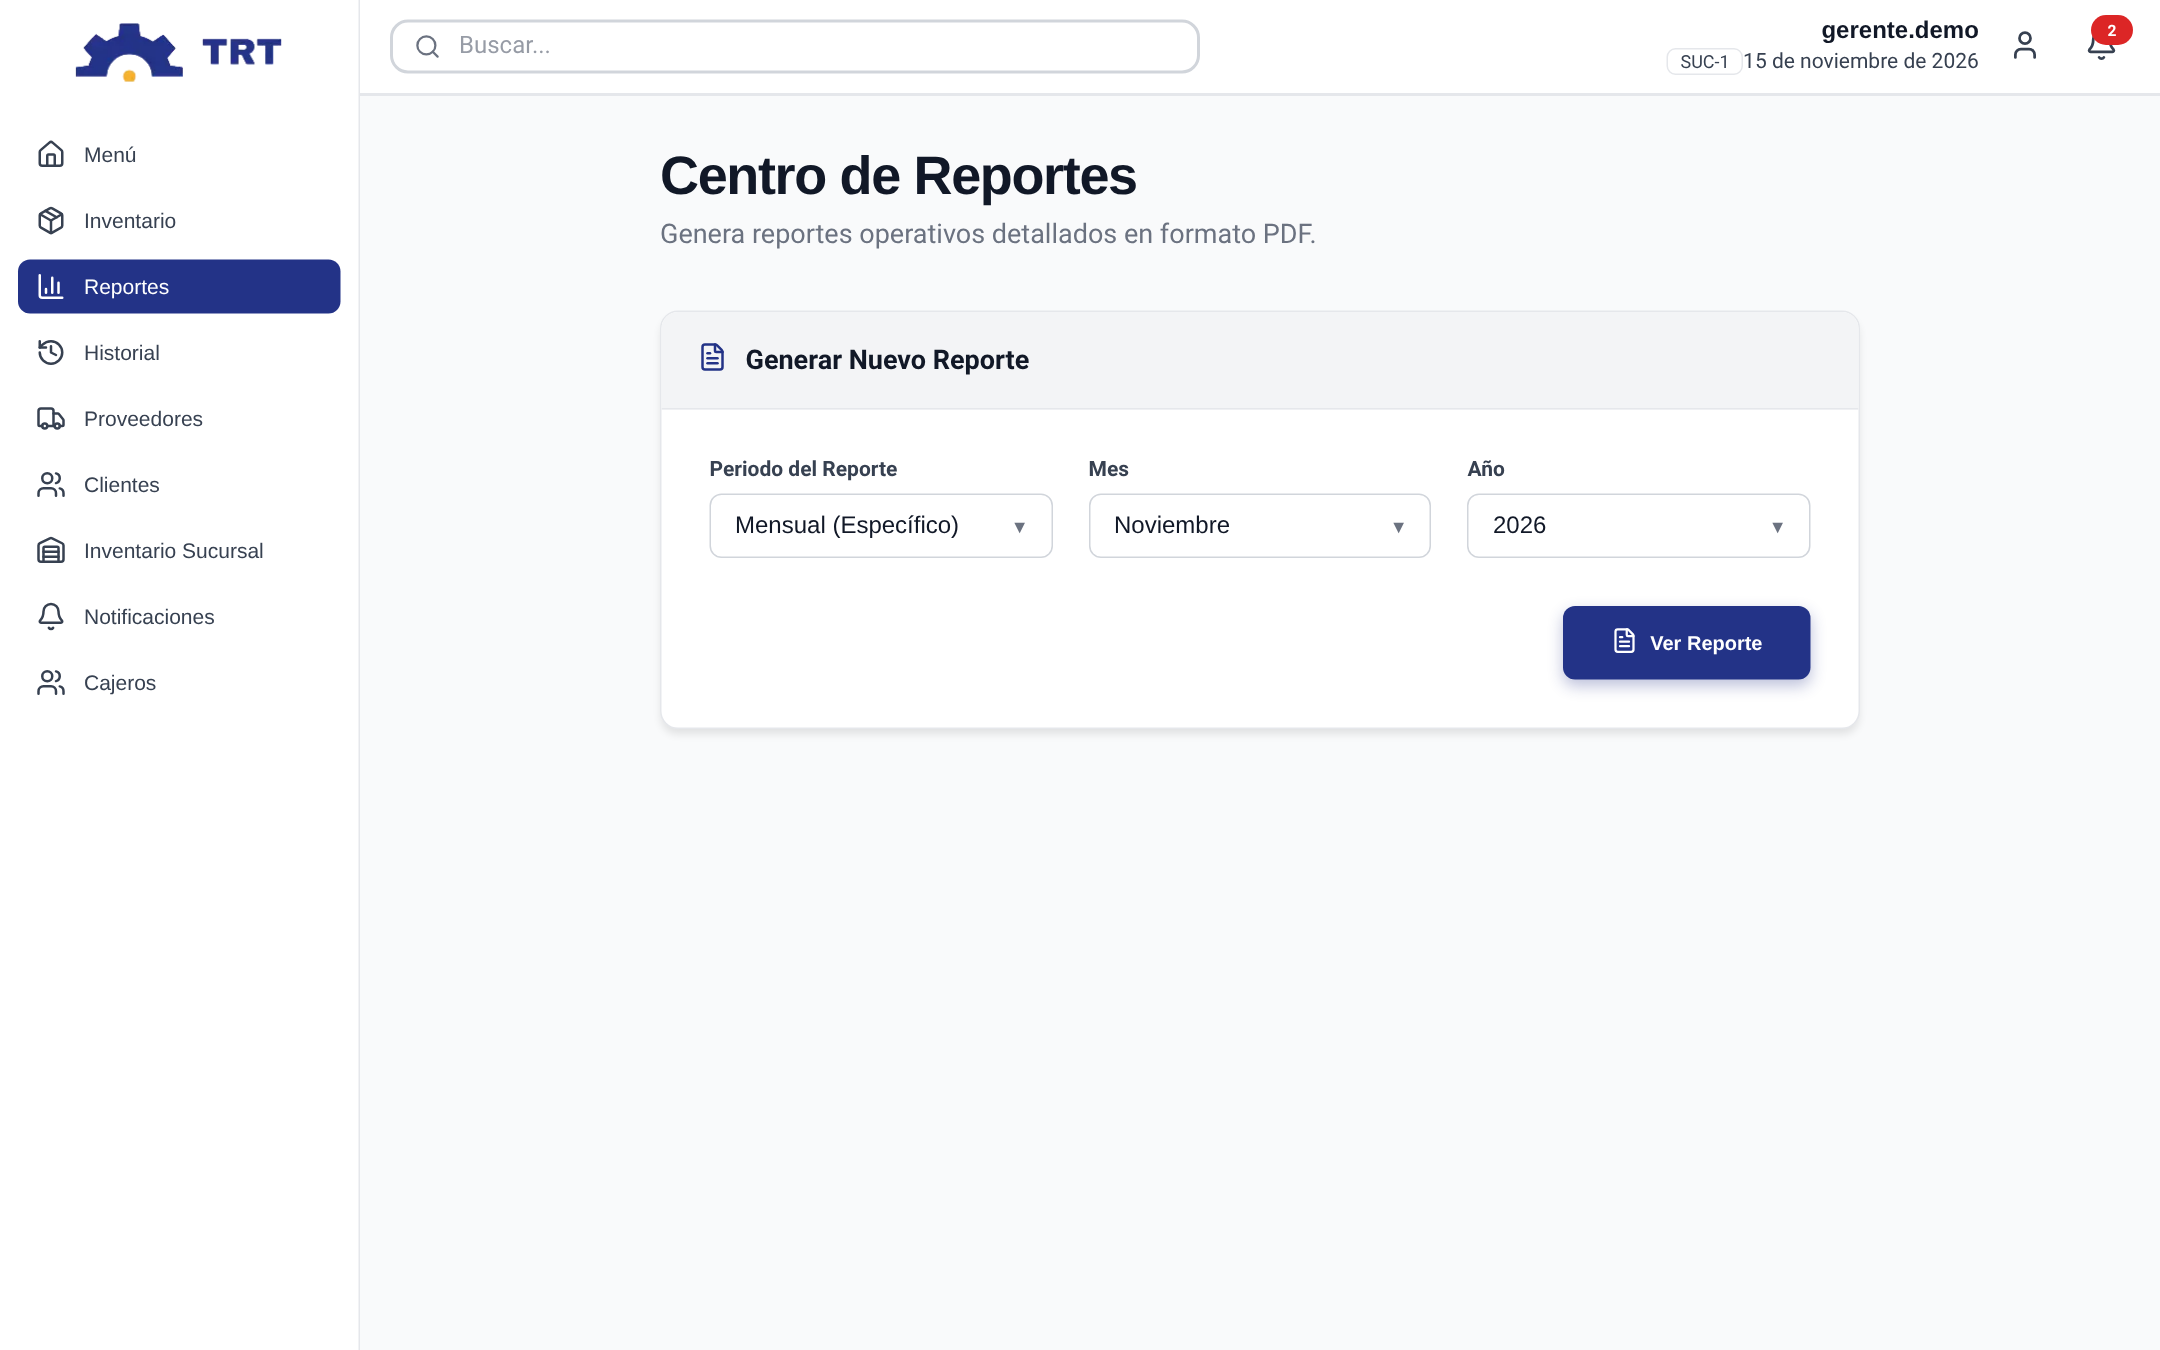 TRT
Buscar...
gerente.demo
SUC-1 15 de noviembre de 2026
2
Menú
Inventario
Reportes
Historial
Proveedores
Clientes
Inventario Sucursal
Notificaciones
Cajeros
Centro de Reportes
Genera reportes operativos detallados en formato PDF.
Generar Nuevo Reporte
Periodo del Reporte Mes Año
Mensual (Específico) Noviembre 2026
Ver Reporte